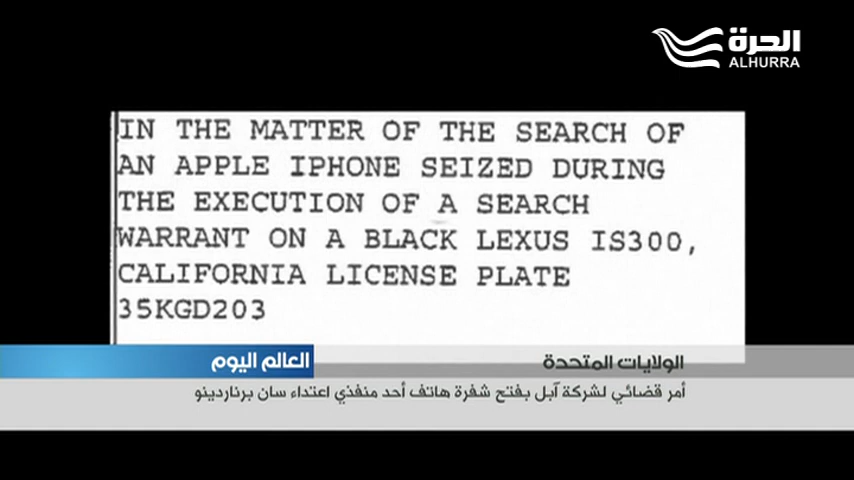 الحرة
ALHURRA
IN THE MATTER OF THE SEARCH OF
AN APPLE IPHONE SEIZED DURING
THE EXECUTION OF A SEARCH
WARRANT ON A BLACK LEXUS IS300,
CALIFORNIA LICENSE PLATE
35KGD203
الولايات المتحدة
العالم اليوم
أمر قضائي لشركة آبل بفتح شفرة هاتف أحد منفذي اعتداء سان برناردينو